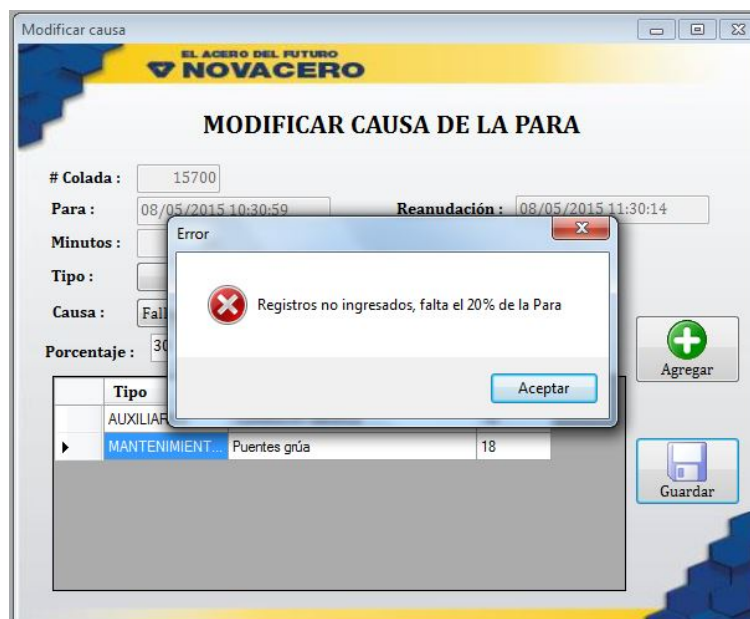 Modificar causa
EL ACERO DEL FUTURO
NOVACERO
MODIFICAR CAUSA DE LA PARA
# Colada : 15700
Para : 08/05/2015 10:30:59 Reanudación : 08/05/2015 11:30:14
Minutos :
Error
Tipo :
Registros no ingresados, falta el 20% de la Para
Causa :
Porcentaje : 30
Agregar
Aceptar
Tipo
MANTENIMIENT... Puentes grúa 18
Guardar